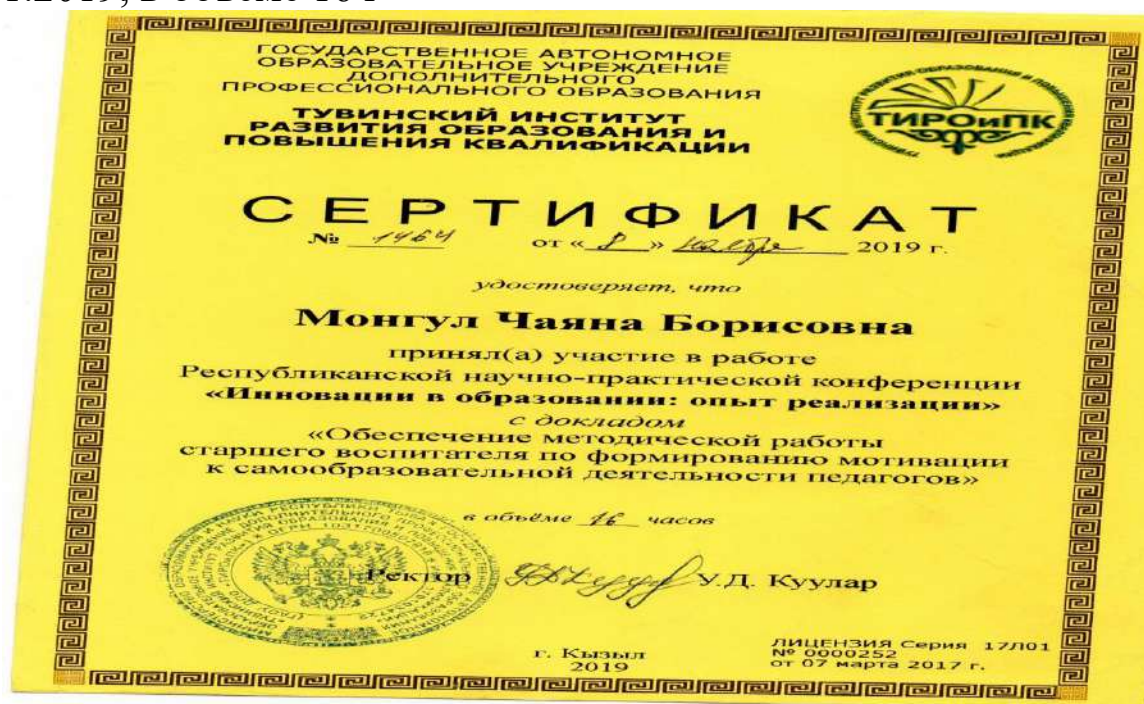 ГОСУДАРСТВЕННОЕ АВТОНОМНОЕ
ОБРАЗОВАТЕЛЬНОЕ УЧРЕЖДЕНИЕ
ДОПОЛНИТЕЛЬНОГО
ПРОФЕССИОНАЛЬНОГО ОБРАЗОВАНИЯ
ТУВИНСКИЙ ИНСТИТУТ
РАЗВИТИЯ ОБРАЗОВАНИЯ И
ПОВЫШЕНИЯ КВАЛИФИКАЦИИ
ТИРОиПК
СЕРТИФИКАТ
№ 1464 от « 8 » ноября 2019 г.
удостоверяет, что
Монгул Чаяна Борисовна
принял(а) участие в работе
Республиканской научно-практической конференции
«Инновации в образовании: опыт реализации»
с докладом
«Обеспечение методической работы
старшего воспитателя по формированию мотивации
к самообразовательной деятельности педагогов»
в объёме 16 часов
Ректор У.Д. Куулар
г. Кызыл
2019
ЛИЦЕНЗИЯ Серия 17Л01
№ 0000252
от 07 марта 2017 г.